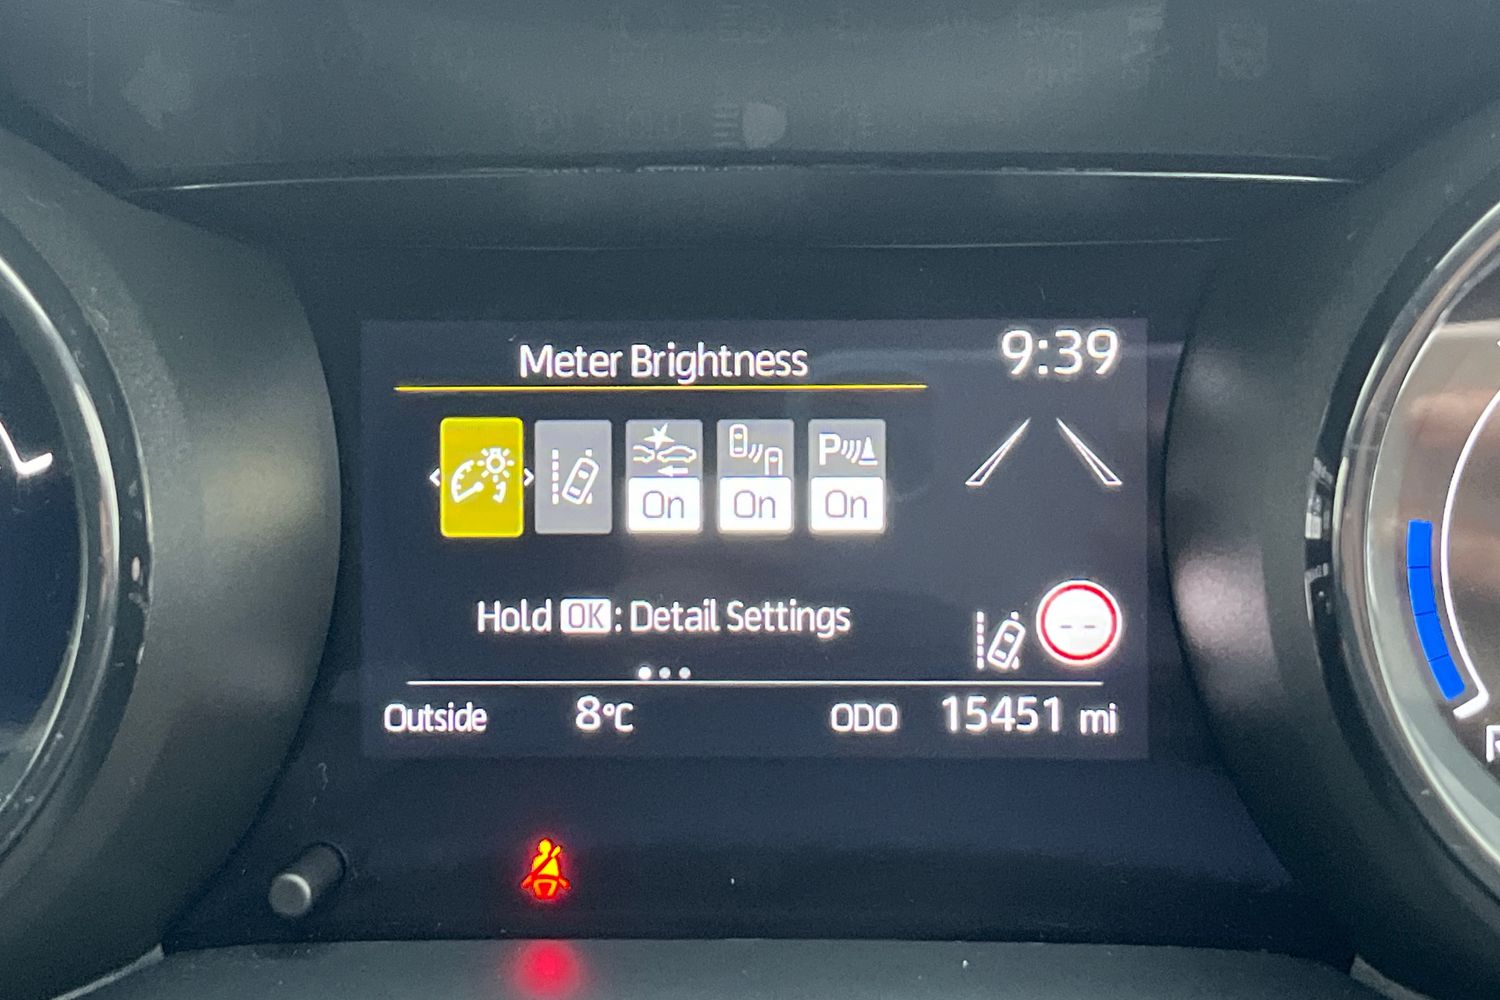 Meter Brightness
9:39
On On P On
Hold OK : Detail Settings
--
Outside 8°C ODO 15451 mi